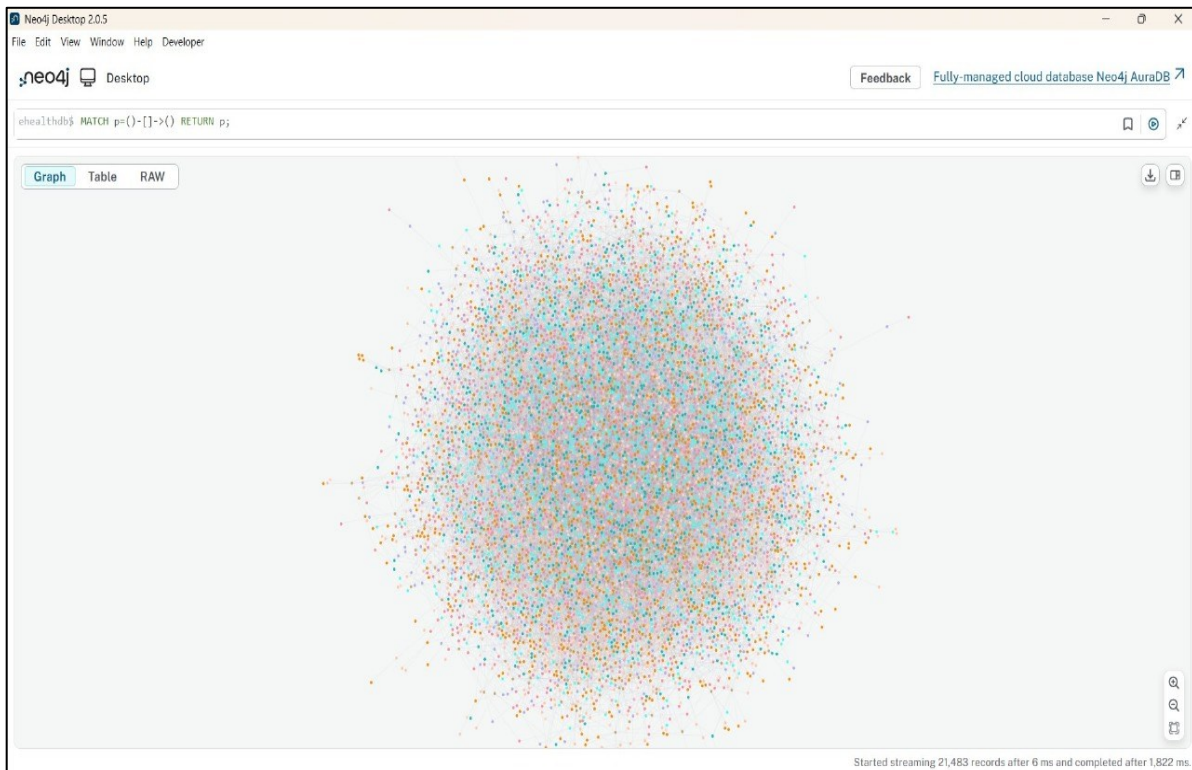 Neo4j Desktop 2.0.5
File Edit View Window Help Developer
neo4j Desktop
Feedback
Fully-managed cloud database Neo4j AuraDB
ehealthdb$ MATCH p=()-[]->() RETURN p;
Graph Table RAW
Started streaming 21,483 records after 6 ms and completed after 1,822 ms.